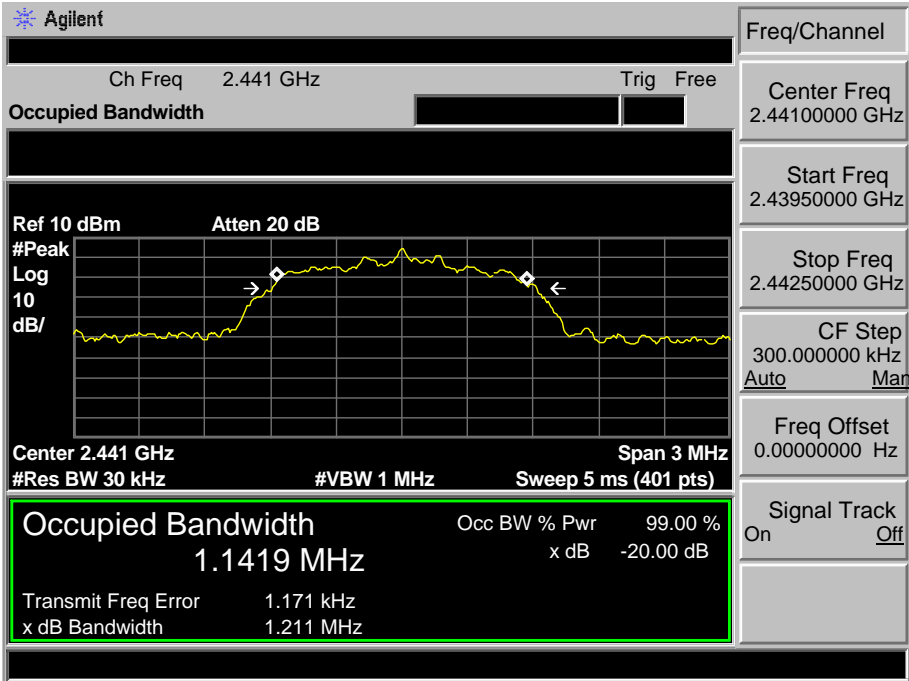 Agilent
Freq/Channel
Ch Freq 2.441 GHz Trig Free
Occupied Bandwidth
Center Freq
2.44100000 GHz
Start Freq
2.43950000 GHz
Stop Freq
2.44250000 GHz
CF Step
300.000000 kHz
Auto Man
Freq Offset
0.00000000 Hz
Signal Track
On Off
Ref 10 dBm Atten 20 dB
#Peak
Log
10
dB/
Center 2.441 GHz Span 3 MHz
#Res BW 30 kHz #VBW 1 MHz Sweep 5 ms (401 pts)
Occupied Bandwidth Occ BW % Pwr 99.00 %
1.1419 MHz x dB -20.00 dB
Transmit Freq Error 1.171 kHz
x dB Bandwidth 1.211 MHz